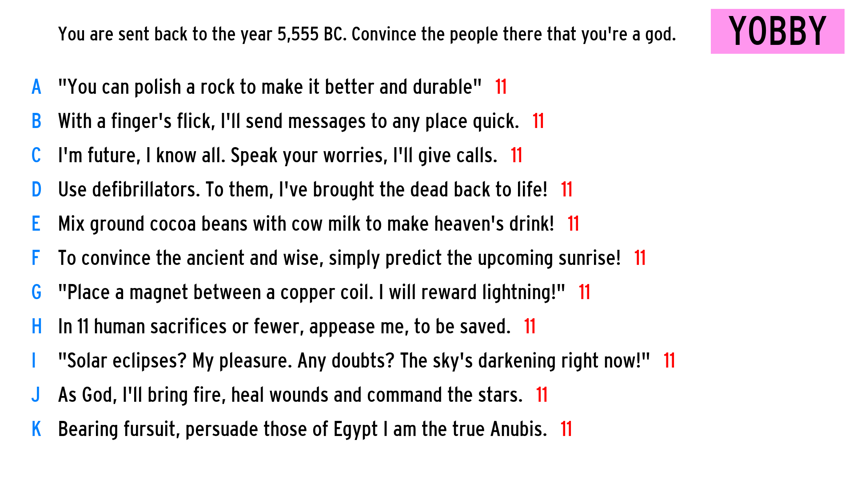 You are sent back to the year 5,555 BC. Convince the people there that you're a god.
YOBBY
A "You can polish a rock to make it better and durable" 11
B With a finger's flick, I'll send messages to any place quick. 11
C I'm future, I know all. Speak your worries, I'll give calls. 11
D Use defibrillators. To them, I've brought the dead back to life! 11
E Mix ground cocoa beans with cow milk to make heaven's drink! 11
F To convince the ancient and wise, simply predict the upcoming sunrise! 11
G "Place a magnet between a copper coil. I will reward lightning!" 11
H In 11 human sacrifices or fewer, appease me, to be saved. 11
I "Solar eclipses? My pleasure. Any doubts? The sky's darkening right now!" 11
J As God, I'll bring fire, heal wounds and command the stars. 11
K Bearing fursuit, persuade those of Egypt I am the true Anubis. 11